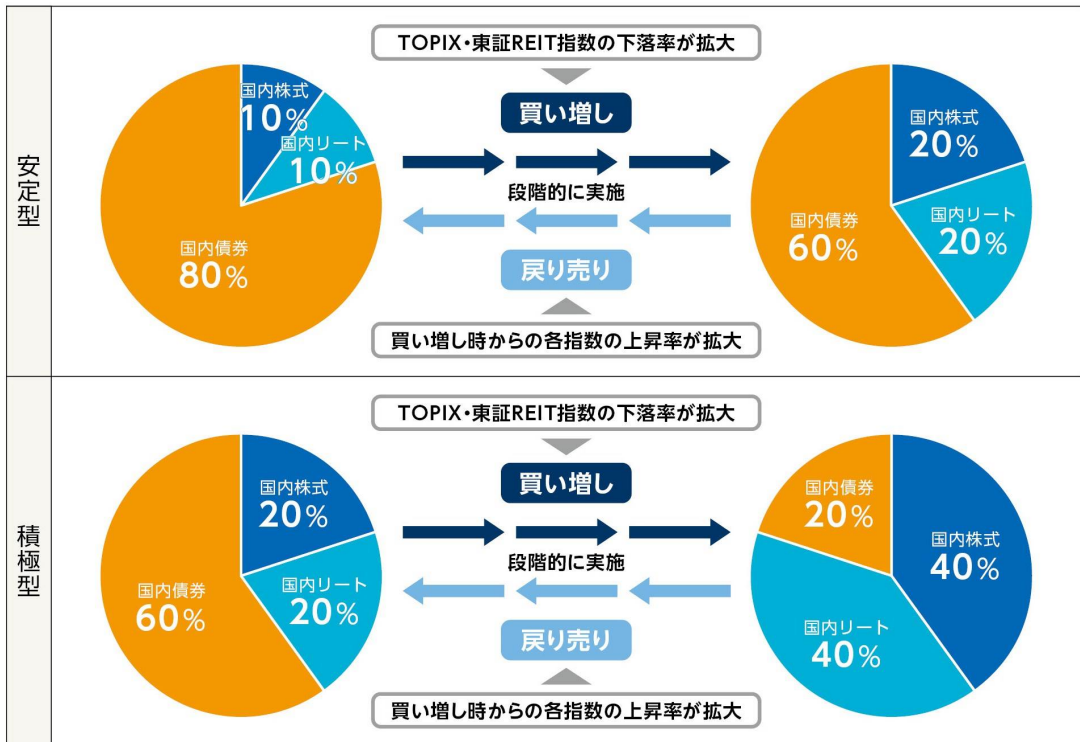 安定型
TOPIX・東証REIT指数の下落率が拡大
買い増し
段階的に実施
戻り売り
買い増し時からの各指数の上昇率が拡大
国内株式
10%
国内リート
10%
国内債券
80%
国内株式
20%
国内リート
20%
国内債券
60%
積極型
TOPIX・東証REIT指数の下落率が拡大
買い増し
段階的に実施
戻り売り
買い増し時からの各指数の上昇率が拡大
国内株式
20%
国内リート
20%
国内債券
60%
国内債券
20%
国内株式
40%
国内リート
40%